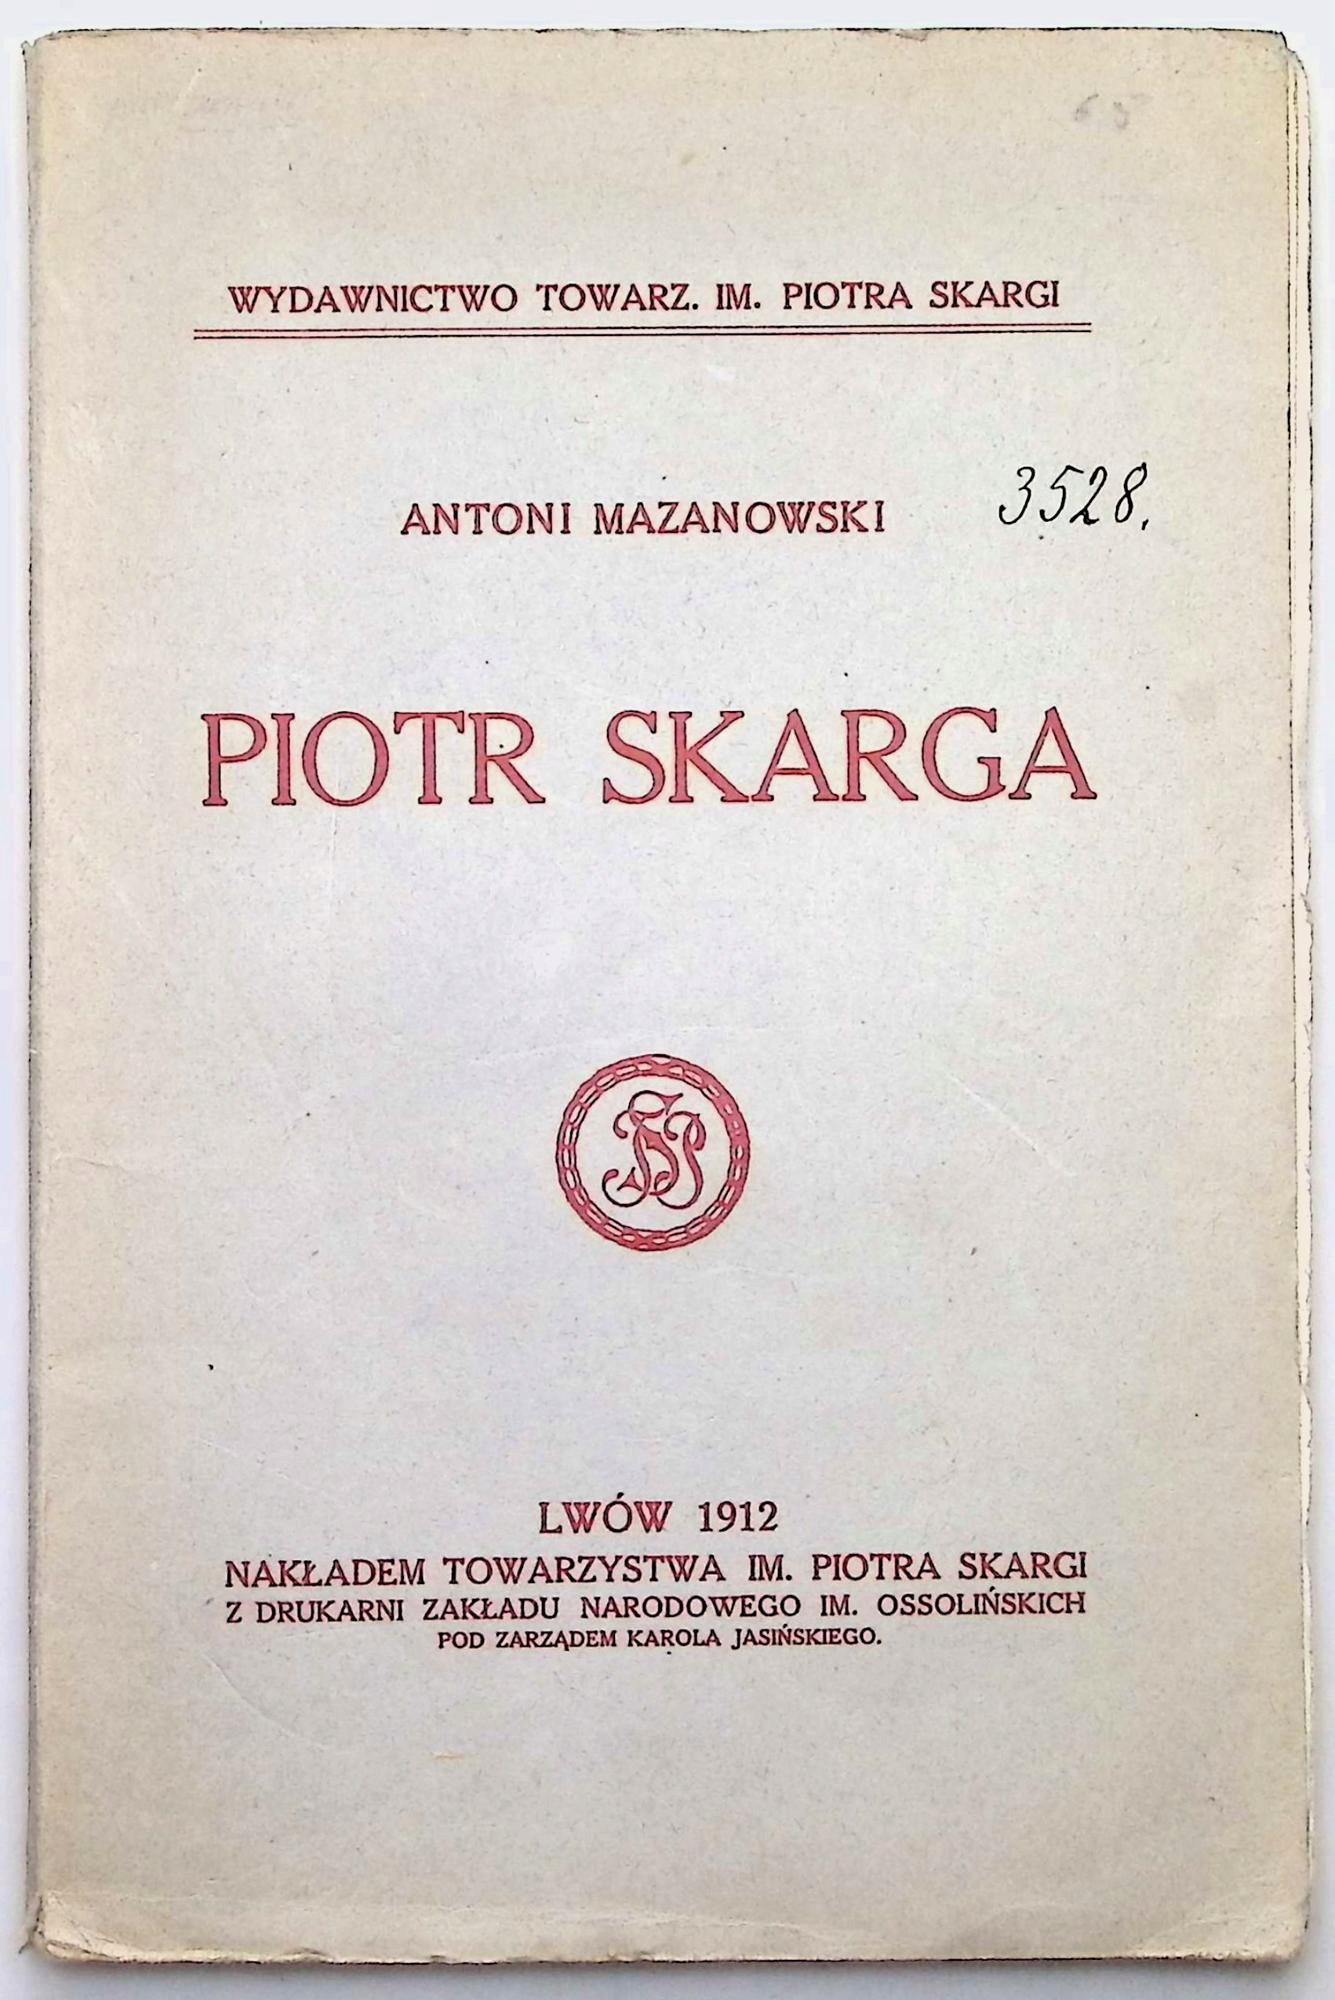 WYDAWNICTWO TOWARZ. IM. PIOTRA SKARGI
ANTONI MAZANOWSKI
3528.
PIOTR SKARGA
LWÓW 1912
NAKŁADEM TOWARZYSTWA IM. PIOTRA SKARGI
Z DRUKARNI ZAKŁADU NARODOWEGO IM. OSSOLIŃSKICH
POD ZARZĄDEM KAROLA JASIŃSKIEGO.